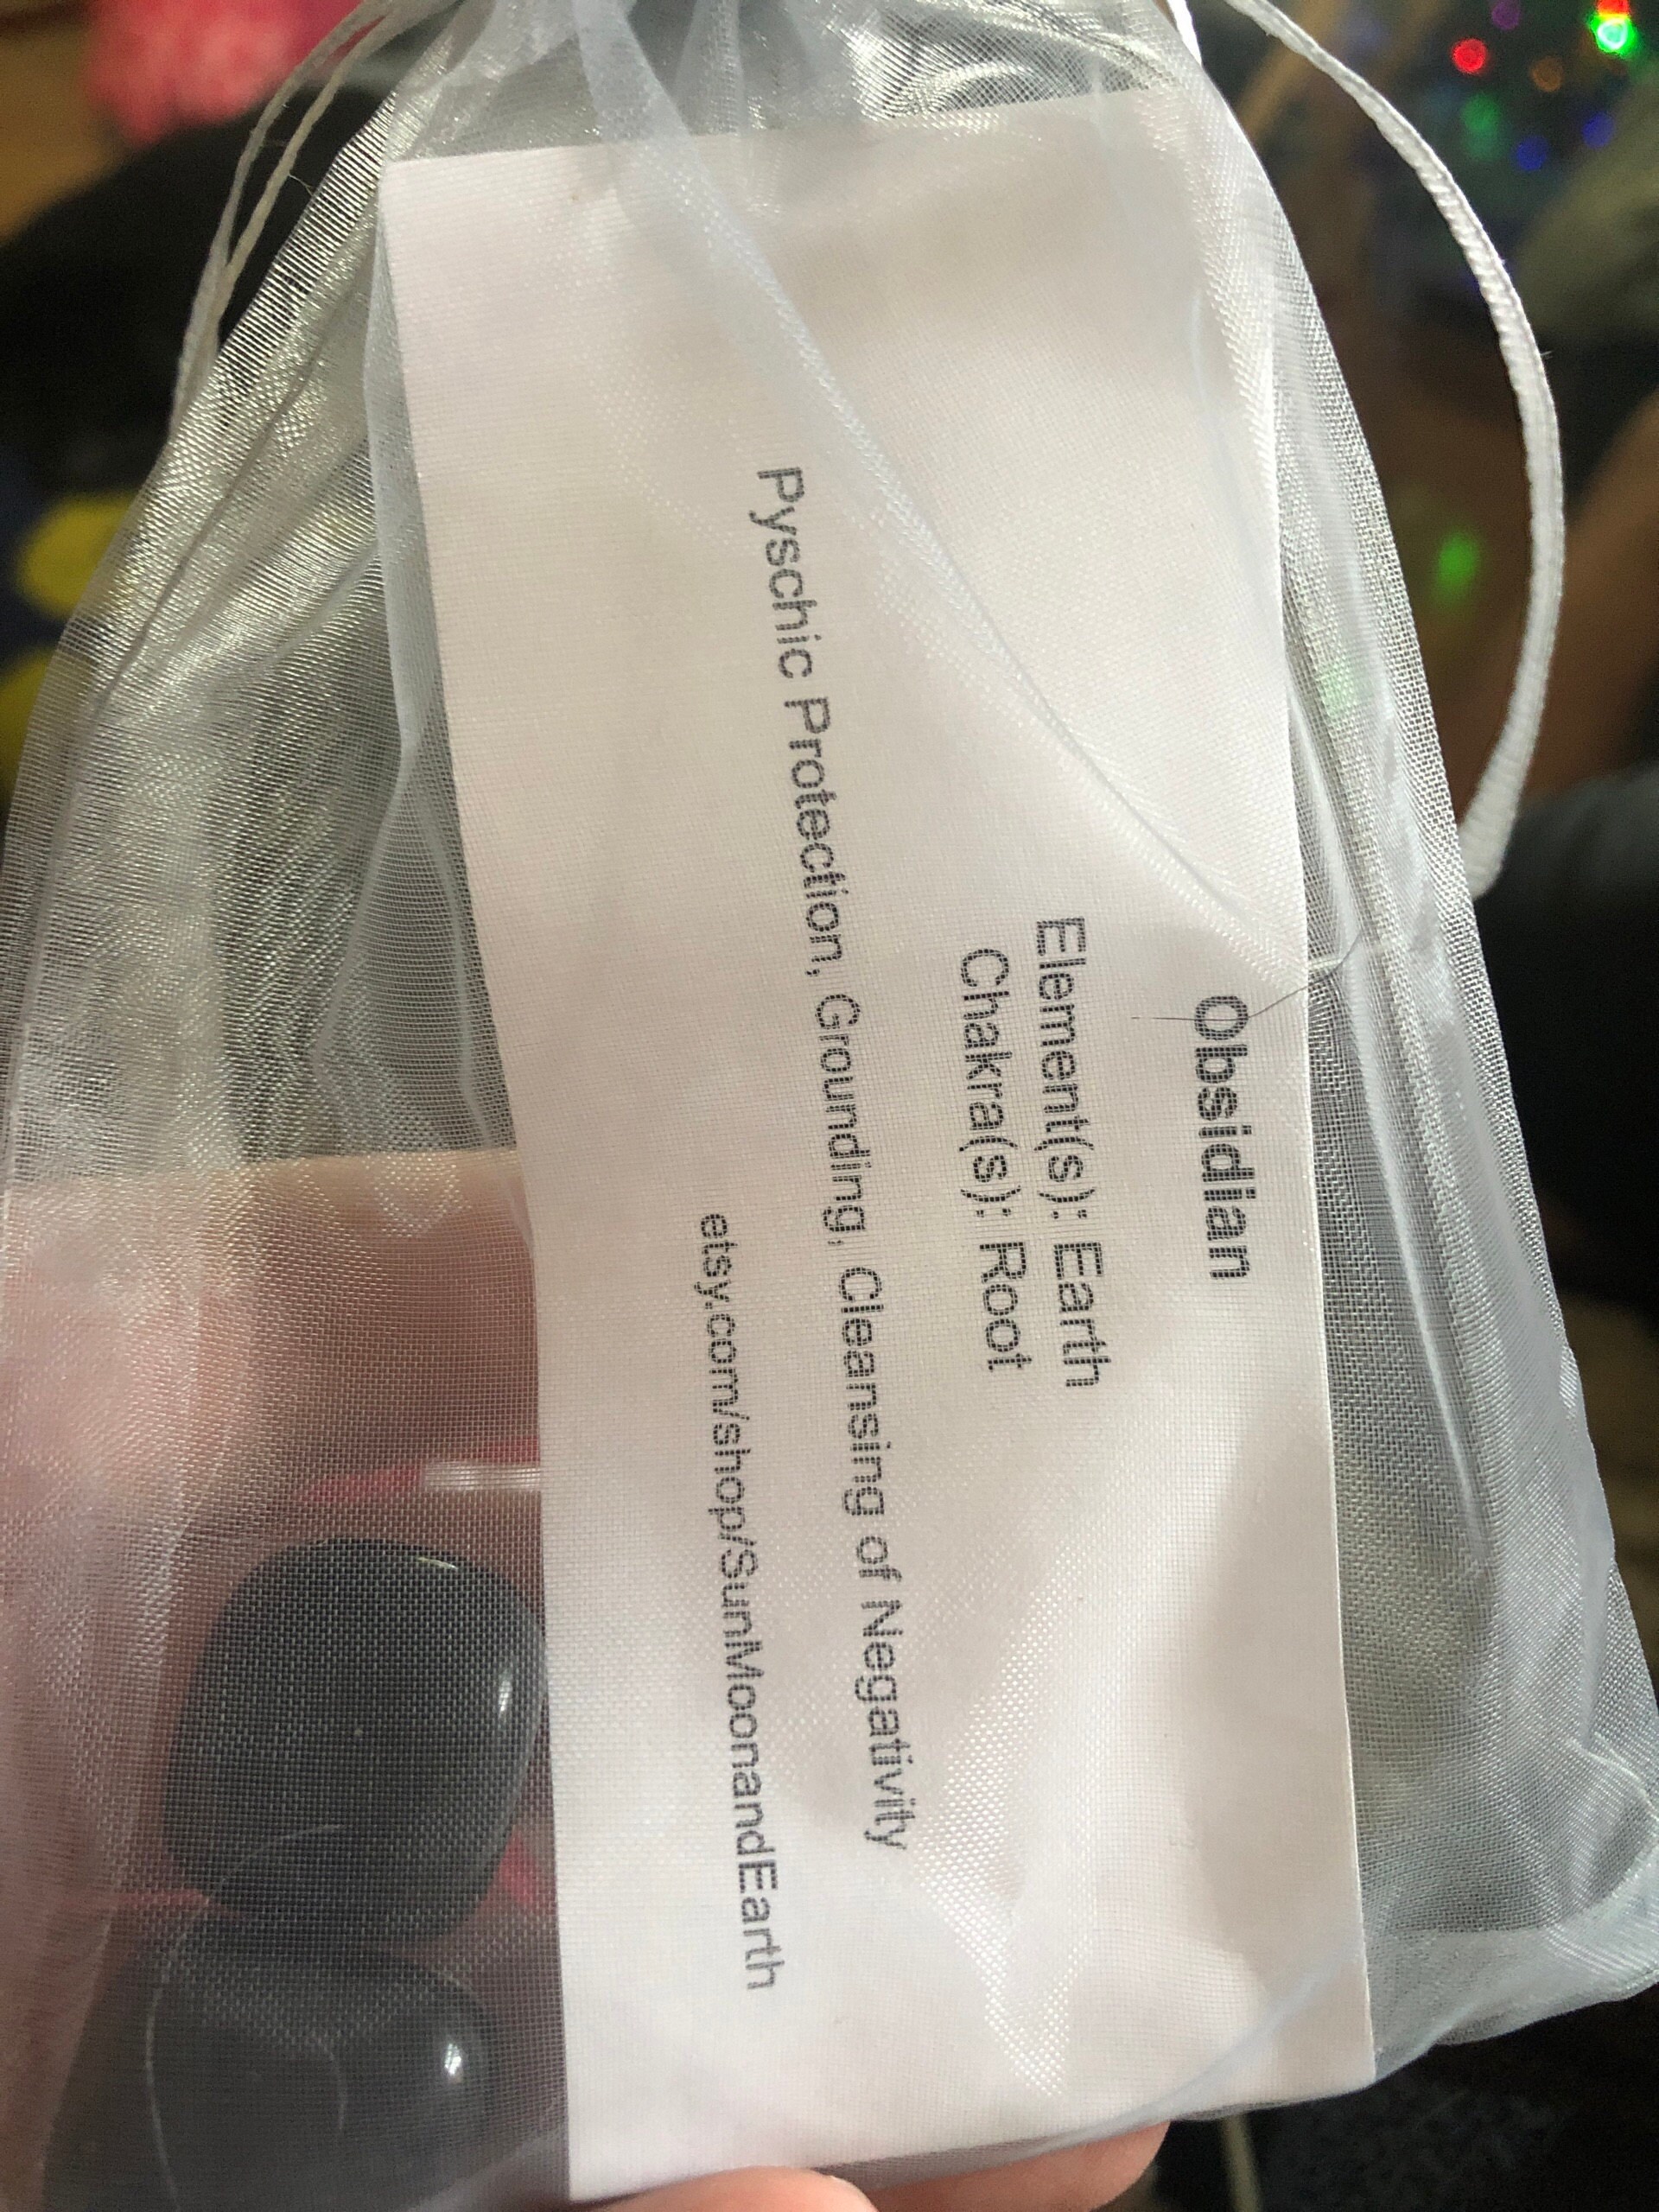 Obsidian
Element(s): Earth
Chakra(s): Root
Pyschic Protection, Grounding, Cleansing of Negativity
etsy.com/shop/SunMoonandEarth